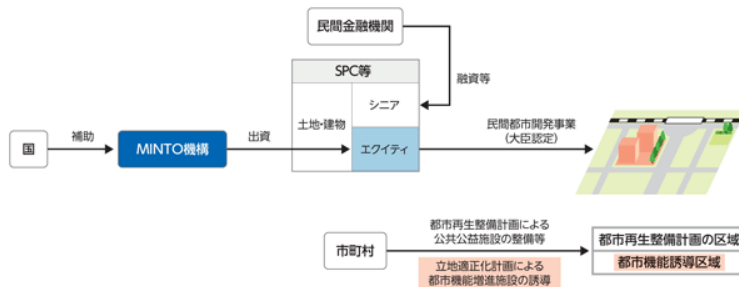 民間金融機関
SPC等
融資等
シニア
土地・建物
国
補助
MINTO機構
出資
エクイティ
民間都市開発事業
(大臣認定)
市町村
都市再生整備計画による
公共公益施設の整備等
立地適正化計画による
都市機能増進施設の誘導
都市再生整備計画の区域
都市機能誘導区域